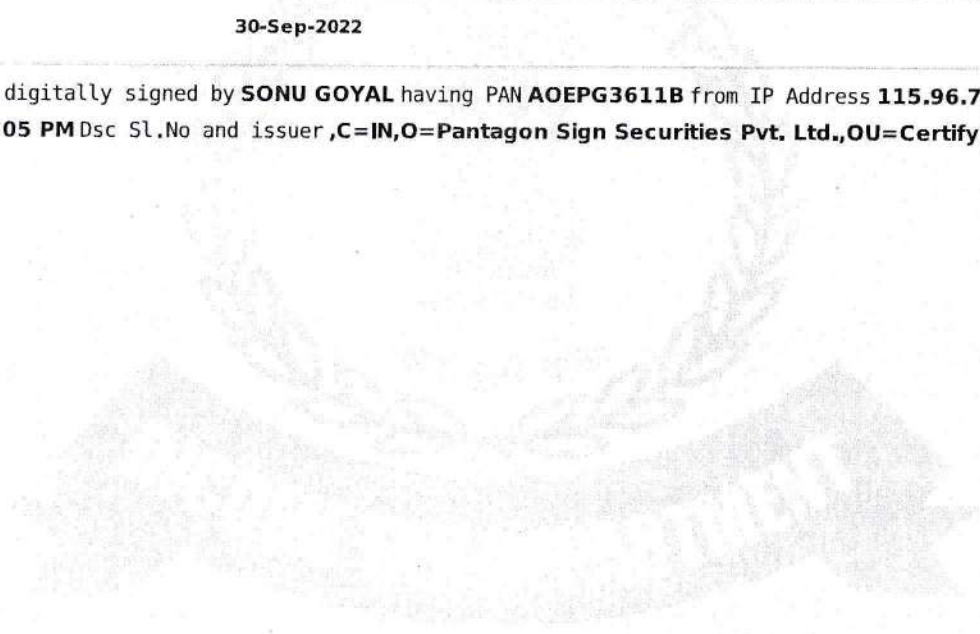 30-Sep-2022
digitally signed by SONU GOYAL having PAN AOEPG3611B from IP Address 115.96.7
05 PM Dsc Sl.No and issuer ,C=IN,O=Pantagon Sign Securities Pvt. Ltd.,OU=Certify